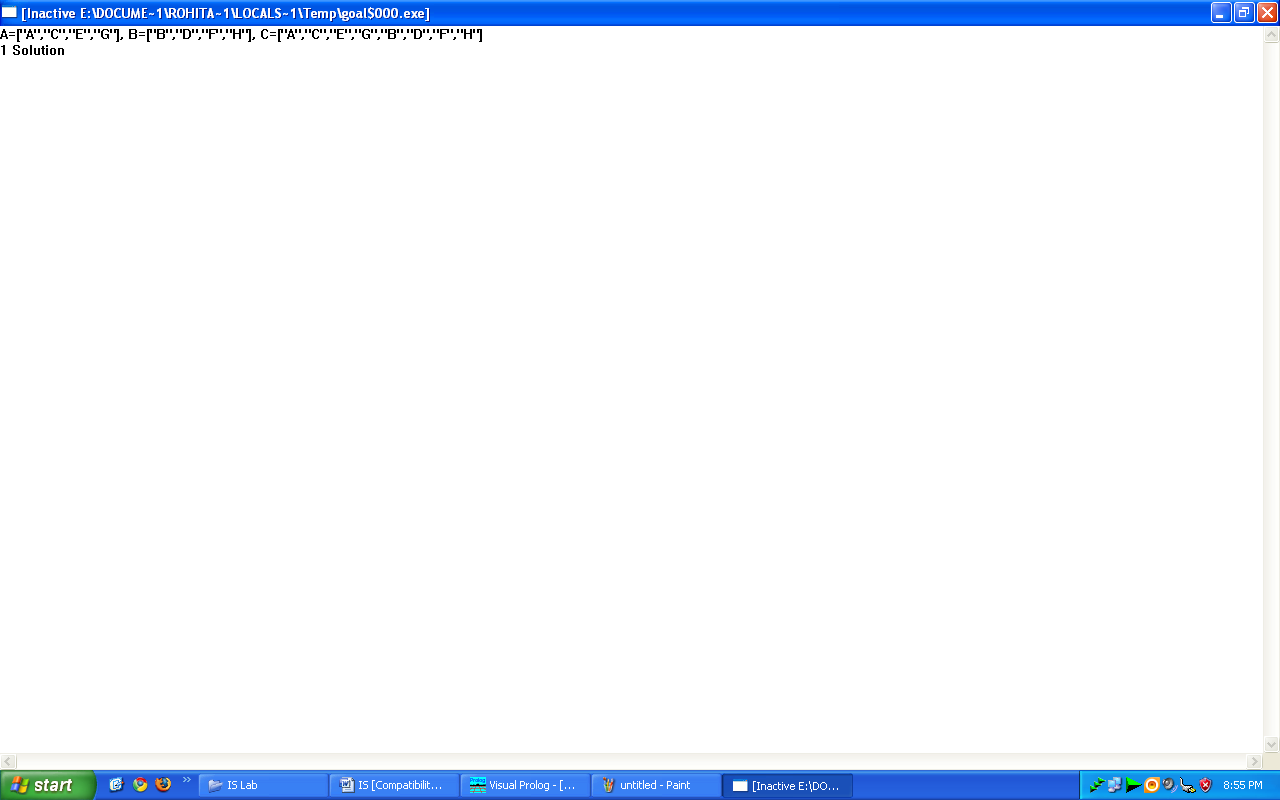 [Inactive E:\DOCUME~1\ROHITA~1\LOCALS~1\Temp\goal$000.exe]
A=["A","C","E","G"], B=["B","D","F","H"], C=["A","C","E","G","B","D","F","H"]
1 Solution
start » IS Lab IS [Compatibilit... Visual Prolog - [... untitled - Paint [Inactive E:\DO... 8:55 PM